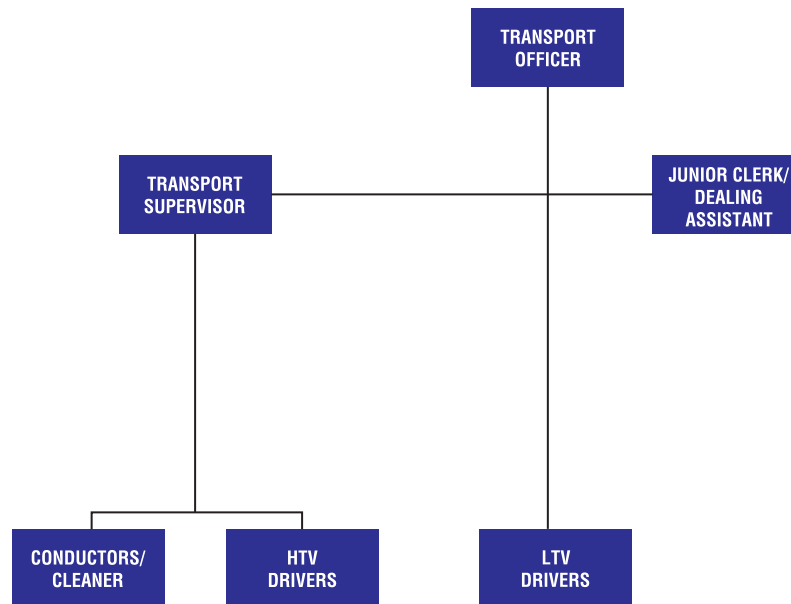 TRANSPORT
OFFICER
TRANSPORT
SUPERVISOR
JUNIOR CLERK/
DEALING
ASSISTANT
CONDUCTORS/
CLEANER
HTV
DRIVERS
LTV
DRIVERS